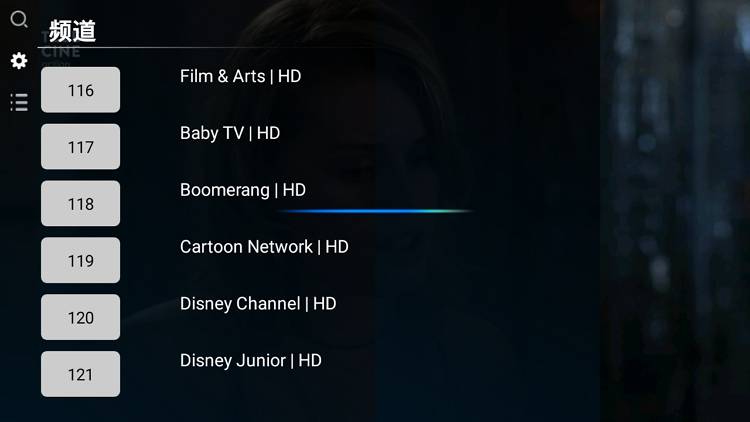 频道
CINE
116 Film & Arts | HD
117 Baby TV | HD
118 Boomerang | HD
119 Cartoon Network | HD
120 Disney Channel | HD
121 Disney Junior | HD